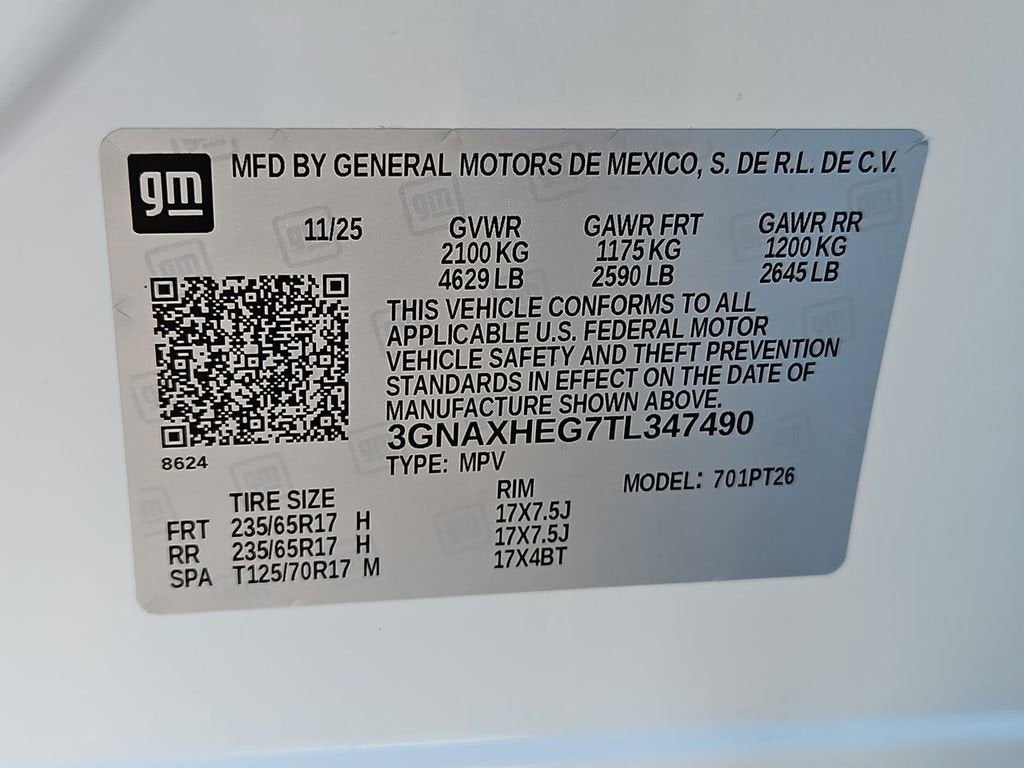 gm
MFD BY GENERAL MOTORS DE MEXICO, S. DE R.L. DE C.V.
11/25 GVWR GAWR FRT GAWR RR
2100 KG 1175 KG 1200 KG
4629 LB 2590 LB 2645 LB
THIS VEHICLE CONFORMS TO ALL
APPLICABLE U.S. FEDERAL MOTOR
VEHICLE SAFETY AND THEFT PREVENTION
STANDARDS IN EFFECT ON THE DATE OF
MANUFACTURE SHOWN ABOVE.
3GNAXHEG7TL347490
8624
TYPE: MPV MODEL: 701PT26
TIRE SIZE RIM
FRT 235/65R17 H 17X7.5J
RR 235/65R17 H 17X7.5J
SPA T125/70R17 M 17X4BT